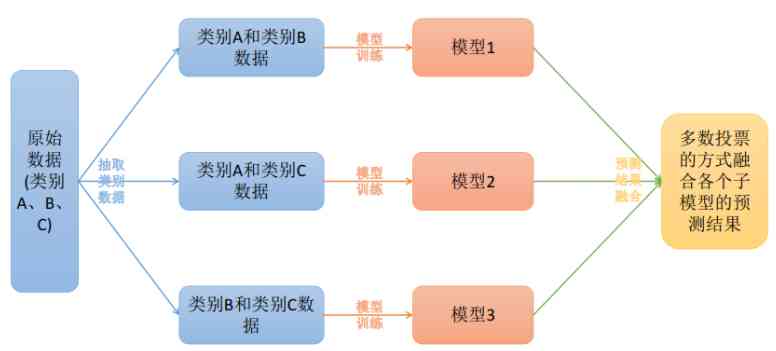 原始
数据
(类别
A、B、
C)
抽取
类别
数据
类别A和类别B
数据
模型
训练
模型1
类别A和类别C
数据
模型
训练
模型2
类别B和类别C数
据
模型
训练
模型3
预测
结果
融合
多数投票
的方式融
合各个子
模型的预
测结果